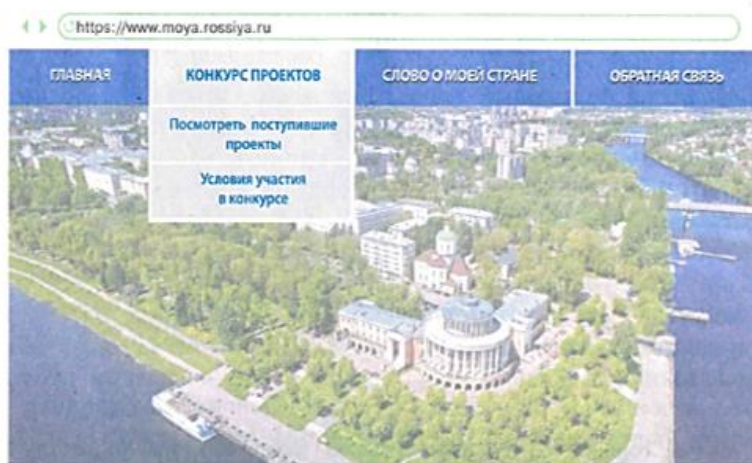 https://www.moya.rossiya.ru
ГЛАВНАЯ
КОНКУРС ПРОЕКТОВ
СЛОВО О МОЕЙ СТРАНЕ
ОБРАТНАЯ СВЯЗЬ
Посмотреть поступившие
проекты
Условия участия
в конкурсе